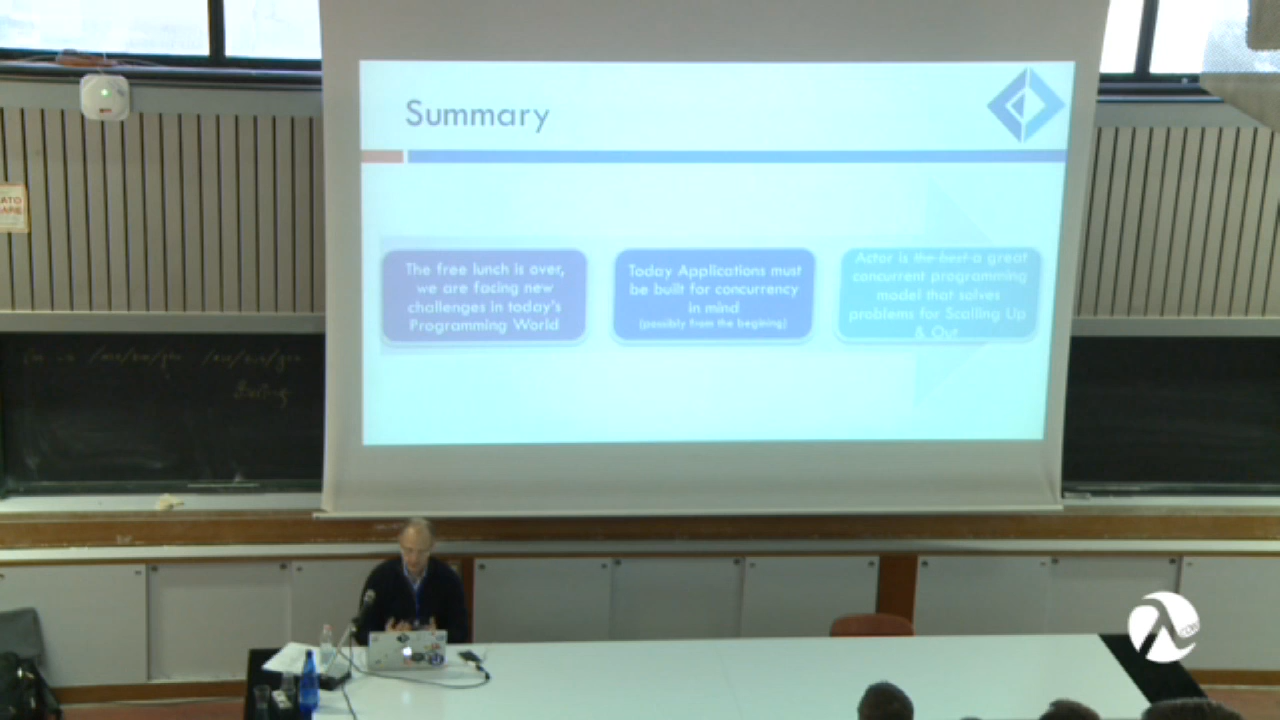 Summary
The free lunch is over,
we are facing new
challenges in today's
Programming World
Today Applications must
be built for concurrency
in mind
(possibly from the begining)
Actor is the best a great
concurrent programming
model that solves
problems for Scaling Up
& Out